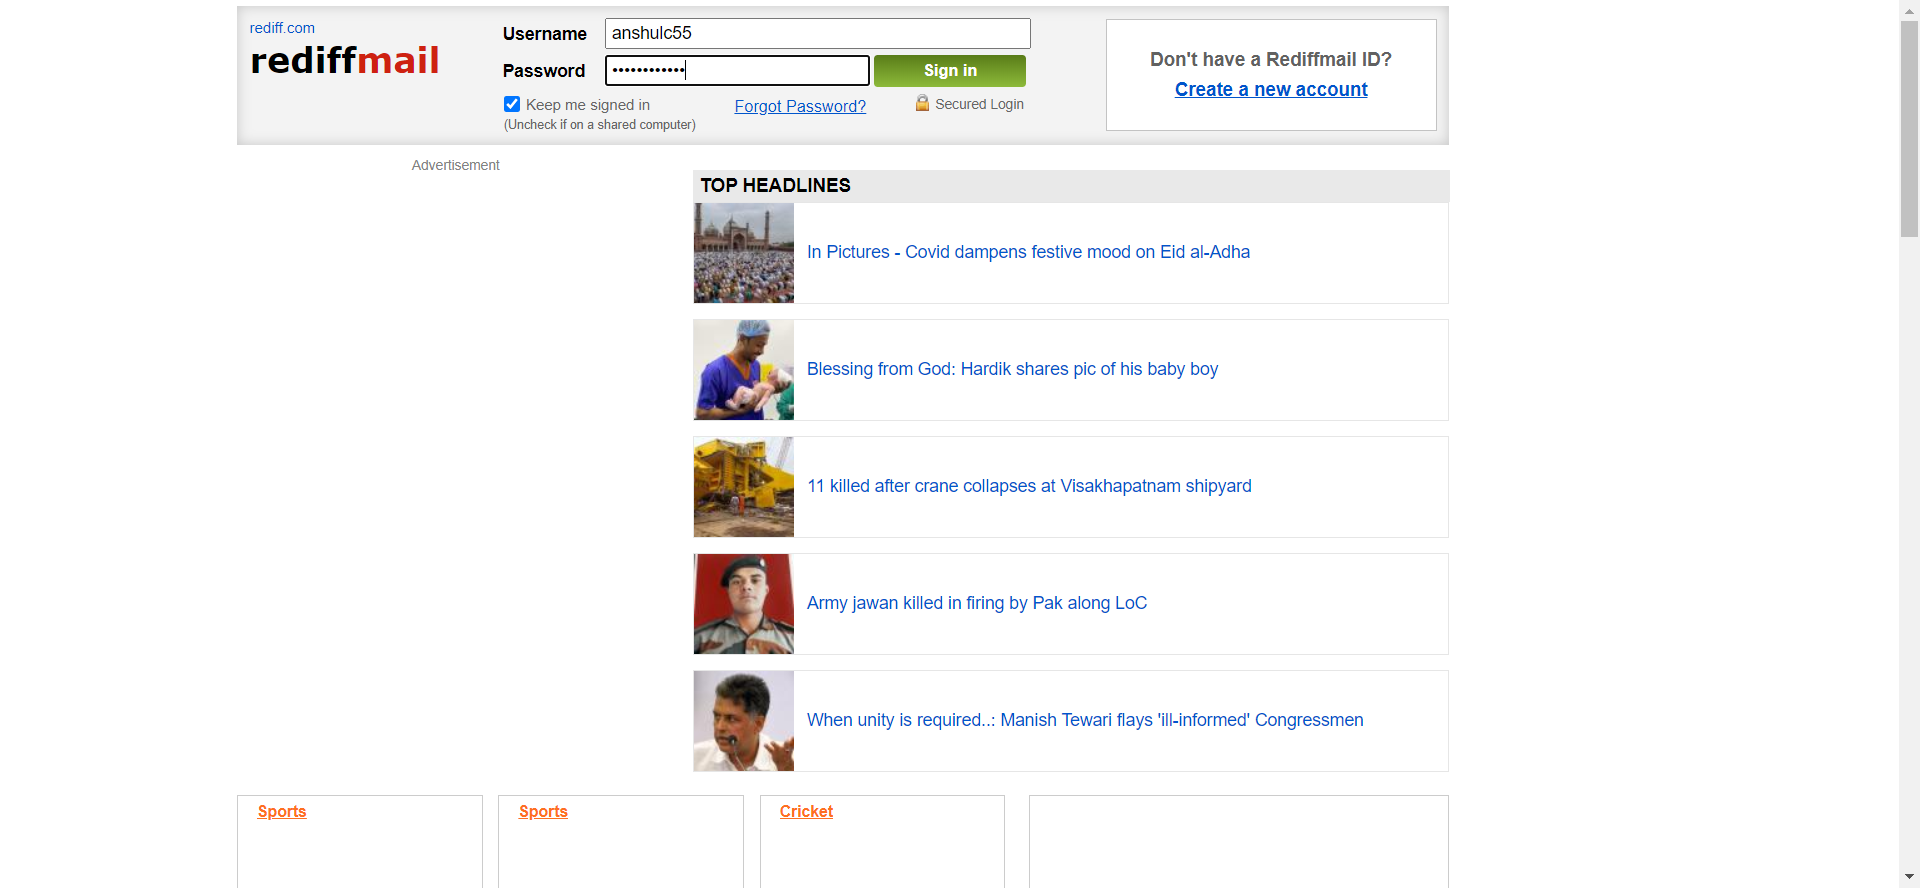 rediff.com
rediffmail
Username
anshulc55
Password
••••••••••••
Sign in
Keep me signed in
(Uncheck if on a shared computer)
Forgot Password?
Secured Login
Don't have a Rediffmail ID?
Create a new account
Advertisement
TOP HEADLINES
In Pictures - Covid dampens festive mood on Eid al-Adha
Blessing from God: Hardik shares pic of his baby boy
11 killed after crane collapses at Visakhapatnam shipyard
Army jawan killed in firing by Pak along LoC
When unity is required..: Manish Tewari flays 'ill-informed' Congressmen
Sports
Sports
Cricket